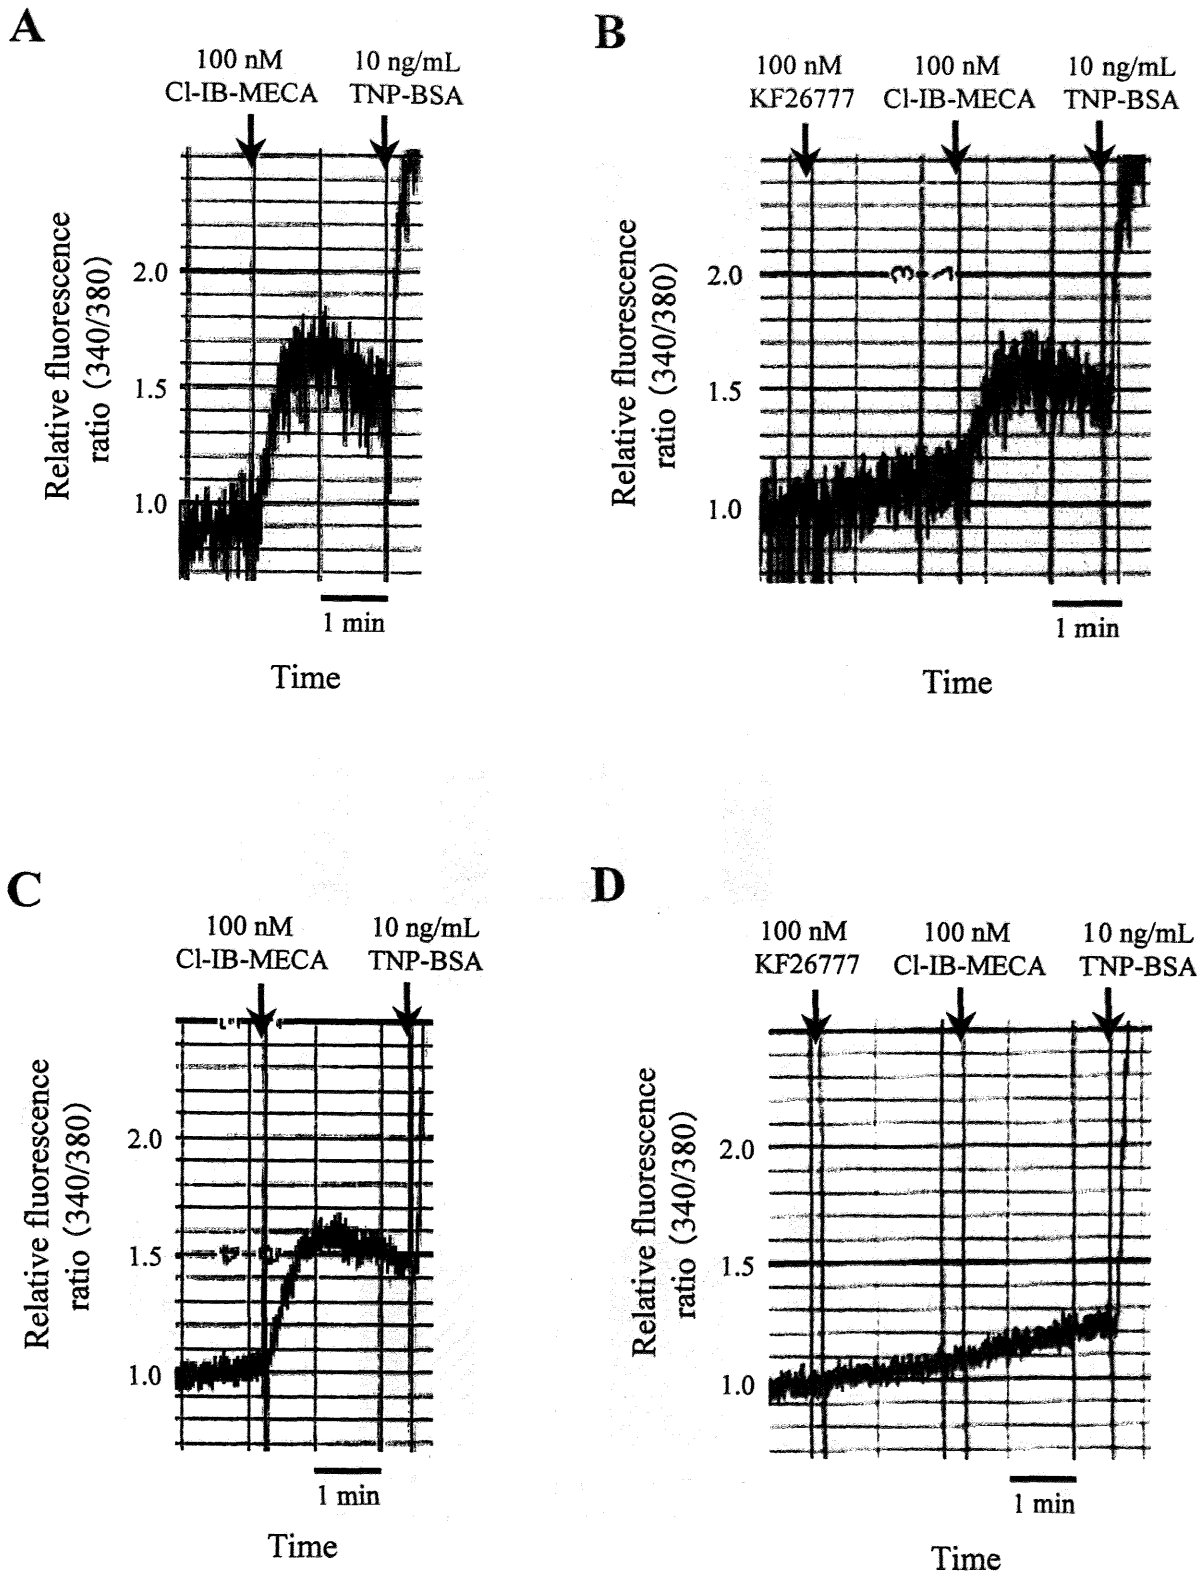 A
100 nM
Cl-IB-MECA
10 ng/mL
TNP-BSA
Relative fluorescence
ratio (340/380)
2.0
1.5
1.0
1 min
Time
B
100 nM
KF26777
100 nM
Cl-IB-MECA
10 ng/mL
TNP-BSA
Relative fluorescence
ratio (340/380)
2.0
1.5
1.0
1 min
Time
C
100 nM
Cl-IB-MECA
10 ng/mL
TNP-BSA
Relative fluorescence
ratio (340/380)
2.0
1.5
1.0
1 min
Time
D
100 nM
KF26777
100 nM
Cl-IB-MECA
10 ng/mL
TNP-BSA
Relative fluorescence
ratio (340/380)
2.0
1.5
1.0
1 min
Time